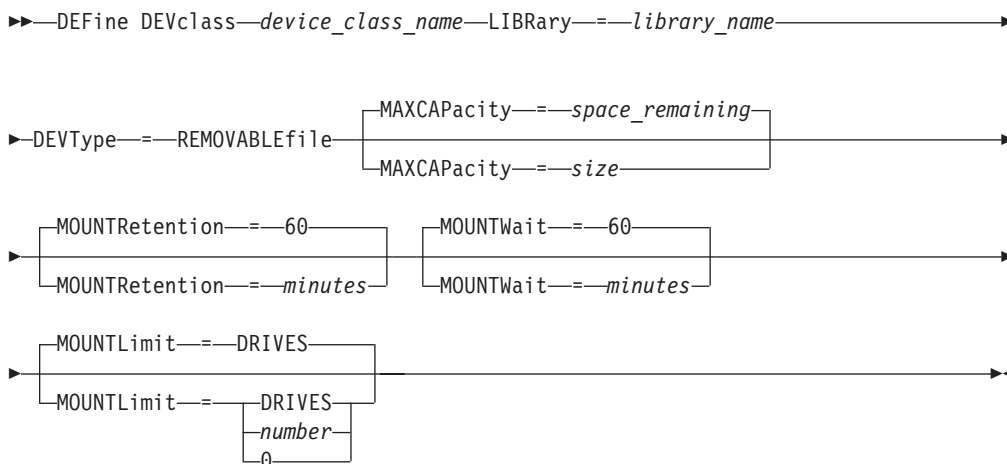 DEFine DEVclass device_class_name LIBRary = library_name
MAXCAPacity = space_remaining
DEVType = REMOVABLEfile
MAXCAPacity = size
MOUNTRetention = 60 MOUNTWait = 60
MOUNTRetention = minutes MOUNTWait = minutes
MOUNTLimit = DRIVES
MOUNTLimit = DRIVES
number
0